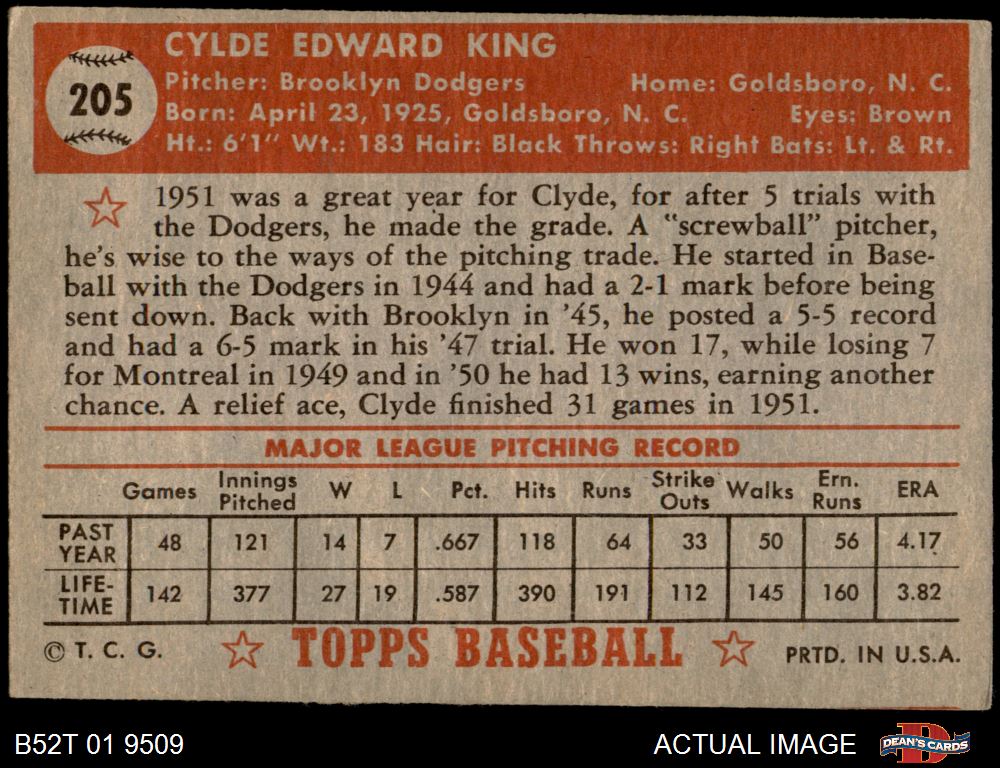 205
CYLDE EDWARD KING
Pitcher: Brooklyn Dodgers Home: Goldsboro, N. C.
Born: April 23, 1925, Goldsboro, N. C. Eyes: Brown
Ht.: 6'1" Wt.: 183 Hair: Black Throws: Right Bats: Lt. & Rt.
1951 was a great year for Clyde, for after 5 trials with
the Dodgers, he made the grade. A "screwball" pitcher,
he's wise to the ways of the pitching trade. He started in Base-
ball with the Dodgers in 1944 and had a 2-1 mark before being
sent down. Back with Brooklyn in '45, he posted a 5-5 record
and had a 6-5 mark in his '47 trial. He won 17, while losing 7
for Montreal in 1949 and in '50 he had 13 wins, earning another
chance. A relief ace, Clyde finished 31 games in 1951.
MAJOR LEAGUE PITCHING RECORD
Games Innings Pitched W L Pct. Hits Runs Strike Outs Walks Ern. Runs ERA
PAST YEAR 48 121 14 7 .667 118 64 33 50 56 4.17
LIFE-TIME 142 377 27 19 .587 390 191 112 145 160 3.82
© T. C. G. TOPPS BASEBALL PRTD. IN U.S.A.
B52T 01 9509 ACTUAL IMAGE DEAN'S CARDS